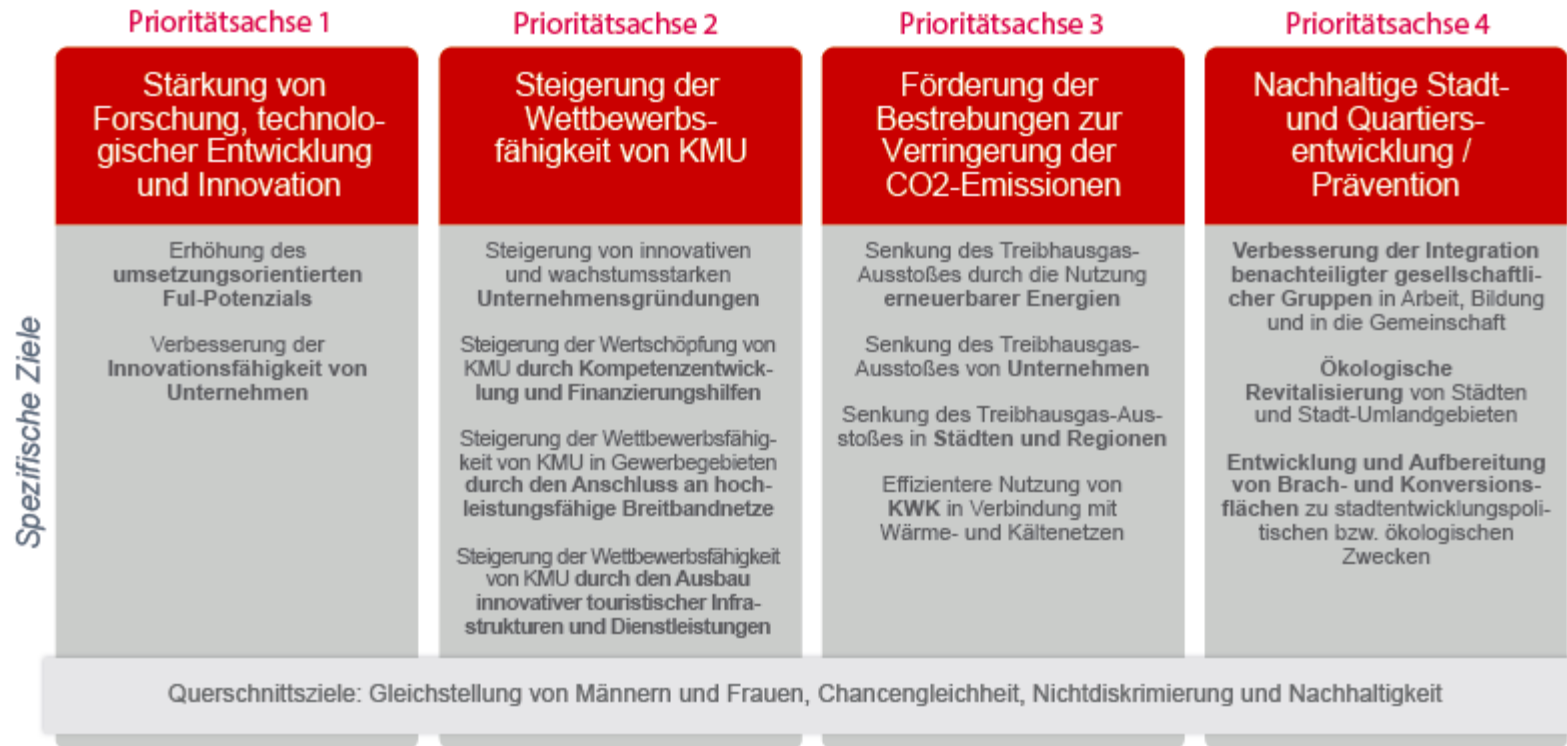 Prioritätsachse 1
Stärkung von
Forschung, technolo-
gischer Entwicklung
und Innovation
Erhöhung des
umsetzungsorientierten
FuI-Potenzials
Verbesserung der
Innovationsfähigkeit von
Unternehmen
Prioritätsachse 2
Steigerung der
Wettbewerbs-
fähigkeit von KMU
Steigerung von innovativen
und wachstumsstarken
Unternehmensgründungen
Steigerung der Wertschöpfung von
KMU durch Kompetenzentwick-
lung und Finanzierungshilfen
Steigerung der Wettbewerbsfähig-
keit von KMU in Gewerbegebieten
durch den Anschluss an hoch-
leistungsfähige Breitbandnetze
Steigerung der Wettbewerbsfähigkeit
von KMU durch den Ausbau
innovativer touristischer Infra-
strukturen und Dienstleistungen
Prioritätsachse 3
Förderung der
Bestrebungen zur
Verringerung der
CO2-Emissionen
Senkung des Treibhausgas-
Ausstoßes durch die Nutzung
erneuerbarer Energien
Senkung des Treibhausgas-
Ausstoßes von Unternehmen
Senkung des Treibhausgas-Aus-
stoßes in Städten und Regionen
Effizientere Nutzung von
KWK in Verbindung mit
Wärme- und Kältenetzen
Prioritätsachse 4
Nachhaltige Stadt-
und Quartiers-
entwicklung /
Prävention
Verbesserung der Integration
benachteiligter gesellschaftli-
cher Gruppen in Arbeit, Bildung
und in die Gemeinschaft
Ökologische
Revitalisierung von Städten
und Stadt-Umlandgebieten
Entwicklung und Aufbereitung
von Brach- und Konversions-
flächen zu stadtentwicklungspoli-
tischen bzw. ökologischen
Zwecken
Spezifische Ziele
Querschnittsziele: Gleichstellung von Männern und Frauen, Chancengleichheit, Nichtdiskrimierung und Nachhaltigkeit